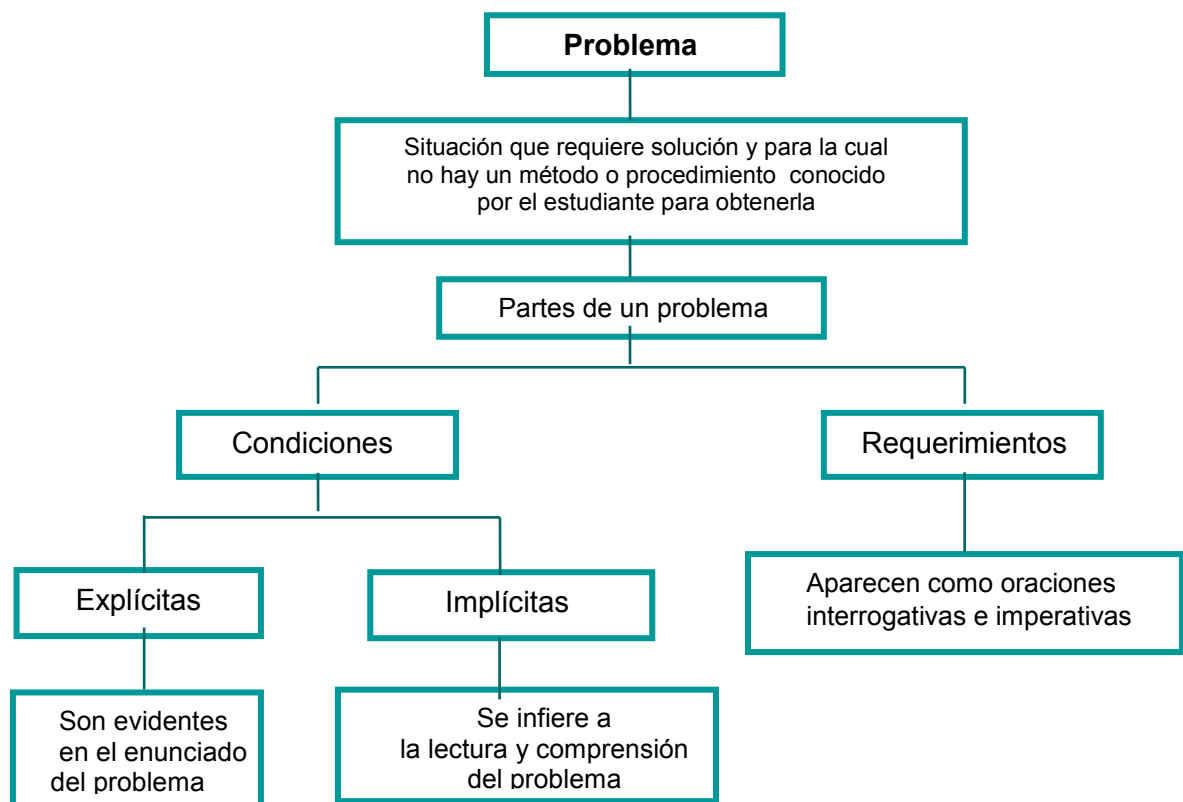 Problema
Situación que requiere solución y para la cual
no hay un método o procedimiento conocido
por el estudiante para obtenerla
Partes de un problema
Condiciones
Requerimientos
Explícitas
Implícitas
Aparecen como oraciones
interrogativas e imperativas
Son evidentes
en el enunciado
del problema
Se infiere a
la lectura y comprensión
del problema